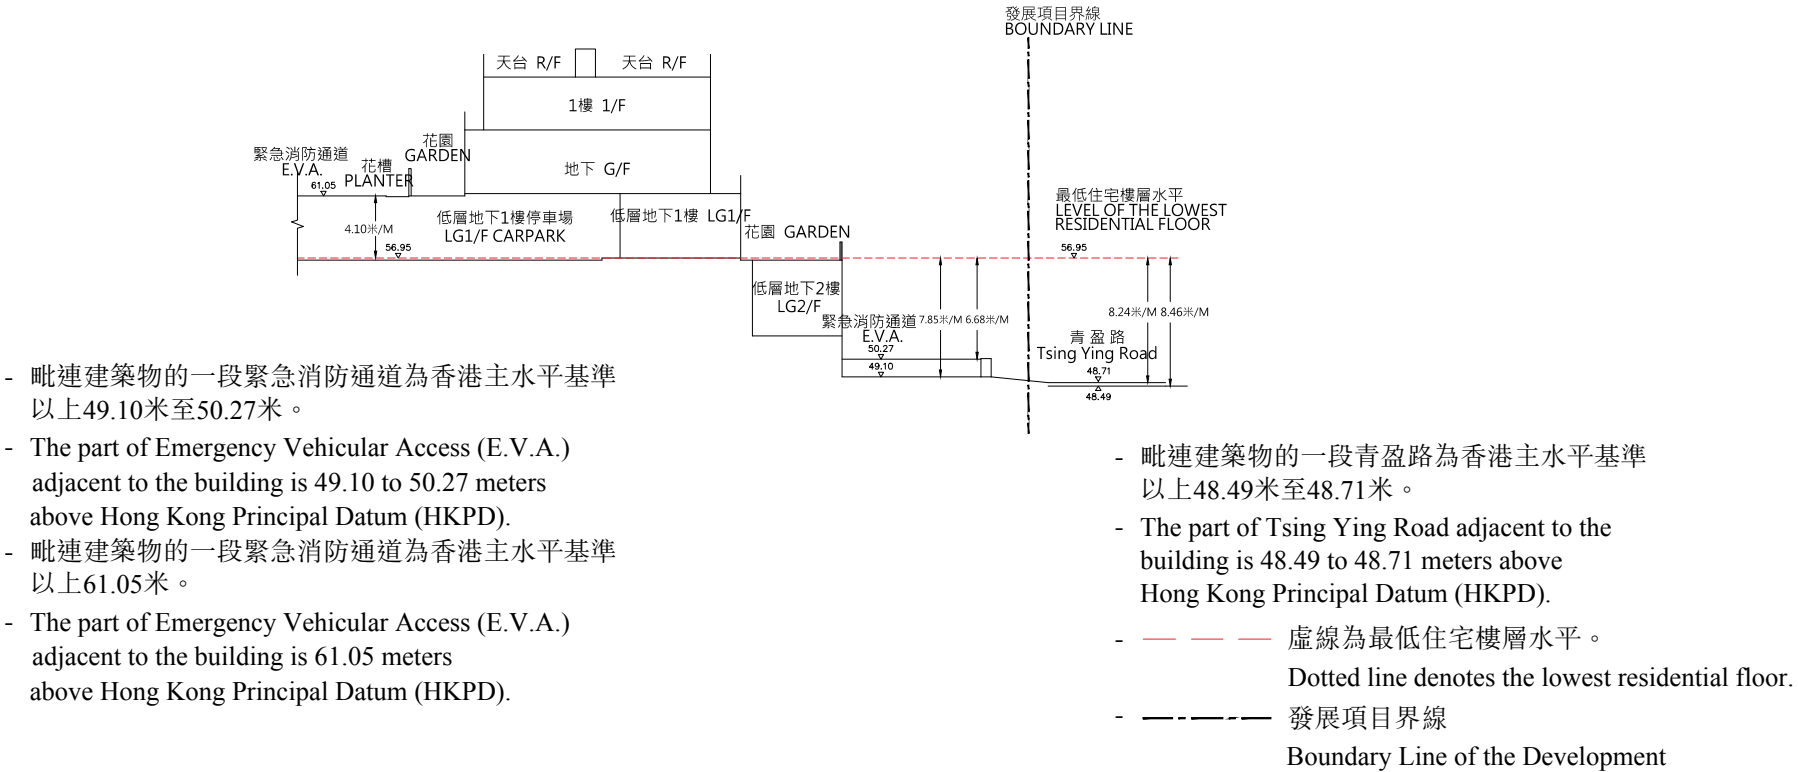 發展項目界線
BOUNDARY LINE
天台 R/F
天台 R/F
1樓 1/F
花園
GARDEN
緊急消防通道
E.V.A.
61.05
花槽
PLANTER
地下 G/F
4.10米/M
低層地下1樓停車場
LG1/F CARPARK
低層地下1樓 LG1/F
56.95
花園 GARDEN
最低住宅樓層水平
LEVEL OF THE LOWEST
RESIDENTIAL FLOOR
56.95
低層地下2樓
LG2/F
緊急消防通道
E.V.A.
50.27
49.10
7.85米/M
6.68米/M
8.24米/M
8.46米/M
青盈路
Tsing Ying Road
48.71
48.49
- 毗連建築物的一段緊急消防通道為香港主水平基準
以上49.10米至50.27米。
- The part of Emergency Vehicular Access (E.V.A.)
adjacent to the building is 49.10 to 50.27 meters
above Hong Kong Principal Datum (HKPD).
- 毗連建築物的一段緊急消防通道為香港主水平基準
以上61.05米。
- The part of Emergency Vehicular Access (E.V.A.)
adjacent to the building is 61.05 meters
above Hong Kong Principal Datum (HKPD).
- 毗連建築物的一段青盈路為香港主水平基準
以上48.49米至48.71米。
- The part of Tsing Ying Road adjacent to the
building is 48.49 to 48.71 meters above
Hong Kong Principal Datum (HKPD).
- 虛線為最低住宅樓層水平。
Dotted line denotes the lowest residential floor.
- 發展項目界線
Boundary Line of the Development